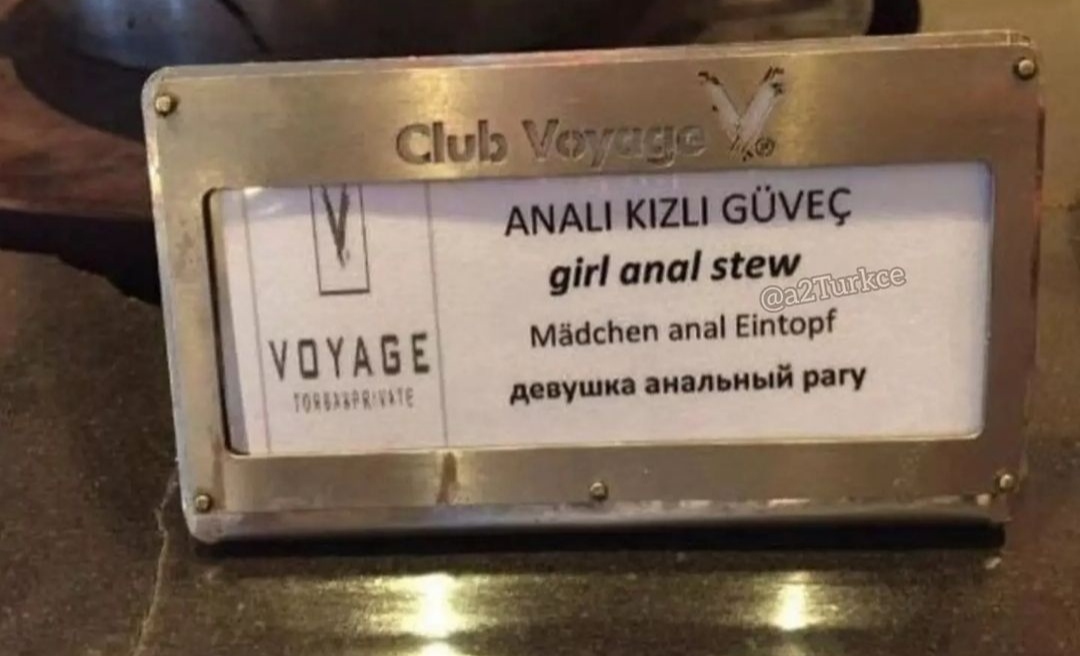 Club Voyage
ANALI KIZLI GÜVEÇ
girl anal stew
@a2Turkce
Mädchen anal Eintopf
девушка анальный рагу
V
VOYAGE